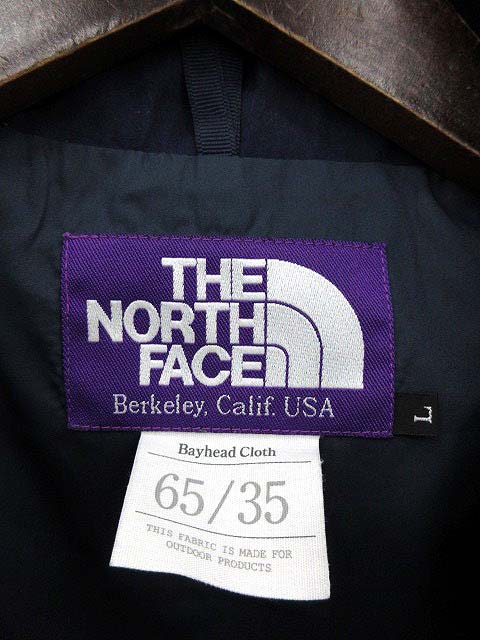 THE
NORTH
FACE
Berkeley, Calif. USA
L
Bayhead Cloth
65/35
THIS FABRIC IS MADE FOR
OUTDOOR PRODUCTS